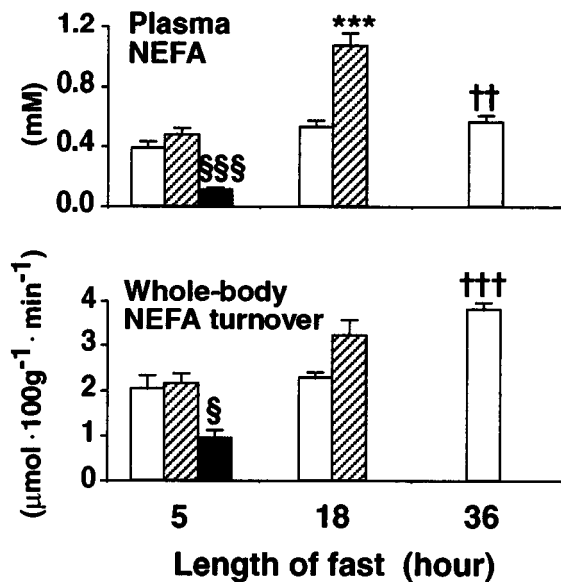 Plasma
NEFA
(mM)
1.2
0.8
0.4
0.0
§§§
***
††
Whole-body
NEFA turnover
(μmol·100g⁻¹·min⁻¹)
4
3
2
1
0
§
†††
5 18 36
Length of fast (hour)